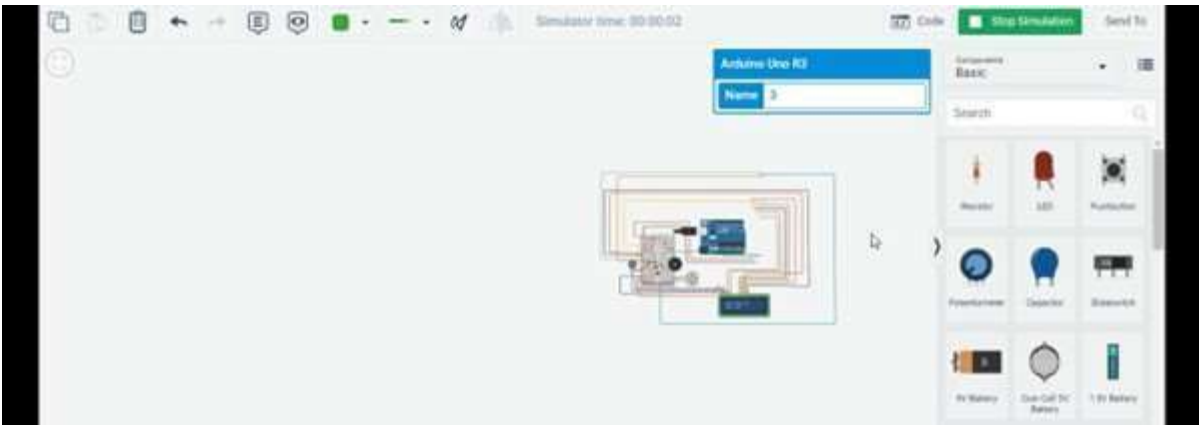 Simulator time: 00:00:02
Code
Stop Simulation
Send To
Arduino Uno R3
Name 3
Components
Basic
Search
Resistor
LED
Pushbutton
Potentiometer
Capacitor
Slideswitch
9V Battery
Coin Cell 3V
Battery
1.5V Battery